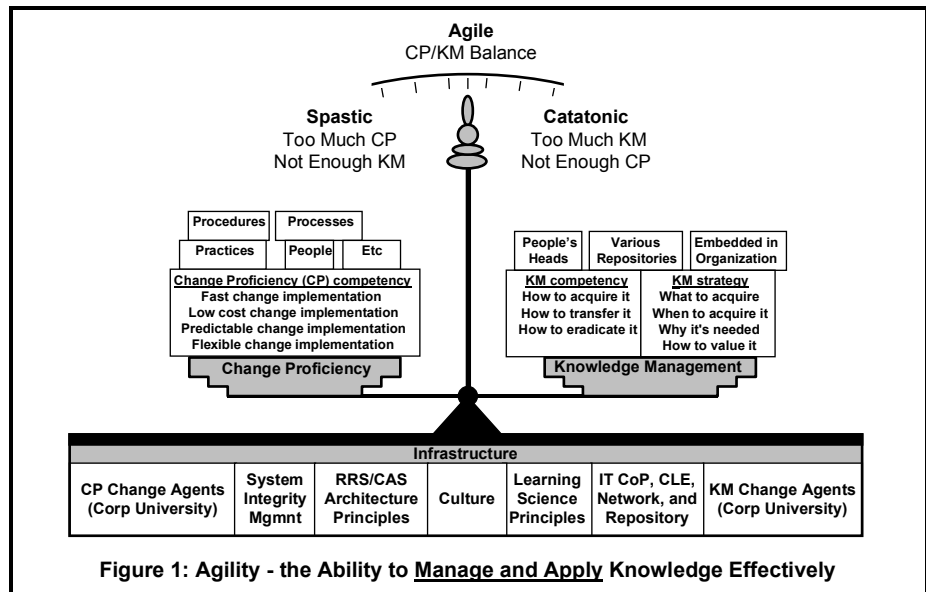 Agile
CP/KM Balance
Spastic
Too Much CP
Not Enough KM
Catatonic
Too Much KM
Not Enough CP
Procedures
Processes
Practices
People
Etc
Change Proficiency (CP) competency
Fast change implementation
Low cost change implementation
Predictable change implementation
Flexible change implementation
Change Proficiency
People's
Heads
Various
Repositories
Embedded in
Organization
KM competency
How to acquire it
How to transfer it
How to eradicate it
KM strategy
What to acquire
When to acquire it
Why it's needed
How to value it
Knowledge Management
Infrastructure
CP Change Agents
(Corp University)
System
Integrity
Mgmnt
RRS/CAS
Architecture
Principles
Culture
Learning
Science
Principles
IT CoP, CLE,
Network, and
Repository
KM Change Agents
(Corp University)
Figure 1: Agility - the Ability to Manage and Apply Knowledge Effectively